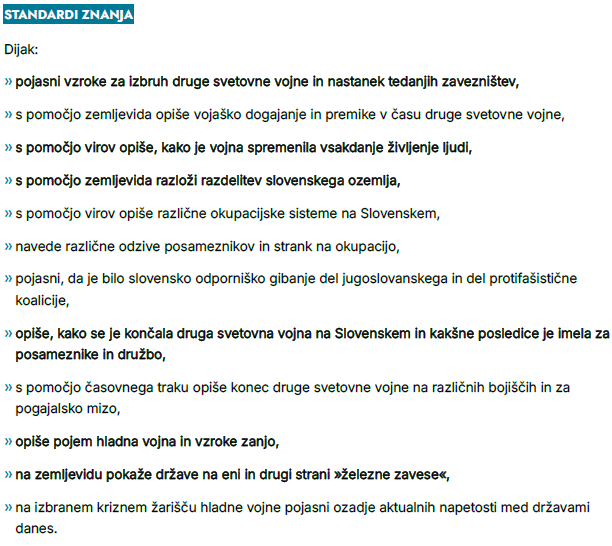 STANDARDI ZNANJA
Dijak:
» pojasni vzroke za izbruh druge svetovne vojne in nastanek tedanjih zavezništev,
» s pomočjo zemljevida opiše vojaško dogajanje in premike v času druge svetovne vojne,
» s pomočjo virov opiše, kako je vojna spremenila vsakdanje življenje ljudi,
» s pomočjo zemljevida razloži razdelitev slovenskega ozemlja,
» s pomočjo virov opiše različne okupacijske sisteme na Slovenskem,
» navede različne odzive posameznikov in strank na okupacijo,
» pojasni, da je bilo slovensko odporniško gibanje del jugoslovanskega in del protifašistične
koalicije,
» opiše, kako se je končala druga svetovna vojna na Slovenskem in kakšne posledice je imela za
posameznike in družbo,
» s pomočjo časovnega traku opiše konec druge svetovne vojne na različnih bojiščih in za
pogajalsko mizo,
» opiše pojem hladna vojna in vzroke zanjo,
» na zemljevidu pokaže države na eni in drugi strani »železne zavese«,
» na izbranem kriznem žarišču hladne vojne pojasni ozadje aktualnih napetosti med državami
danes.